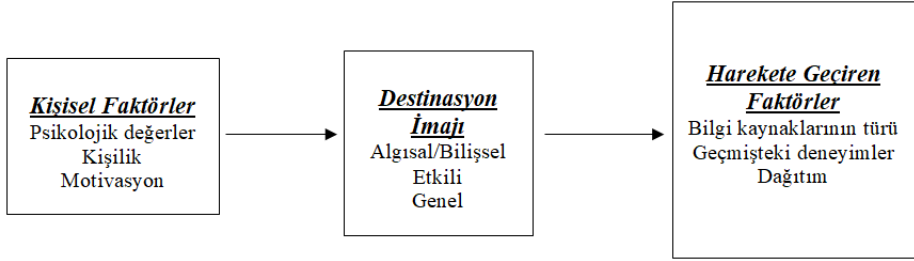 Kişisel Faktörler
Psikolojik değerler
Kişilik
Motivasyon
Destinasyon
İmajı
Algısal/Bilişsel
Etkili
Genel
Harekete Geçiren
Faktörler
Bilgi kaynaklarının türü
Geçmişteki deneyimler
Dağıtım